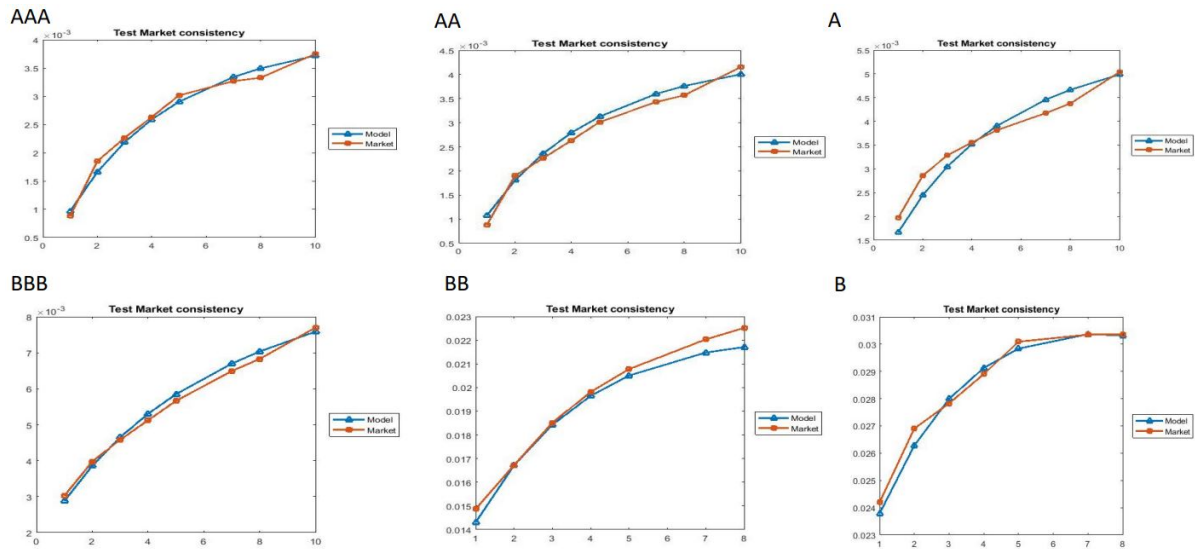 AAA
Test Market consistency
×10-3
4
3.5
3
2.5
2
1.5
1
0.5
0 2 4 6 8 10
Model
Market
AA
Test Market consistency
×10-3
4.5
4
3.5
3
2.5
2
1.5
1
0.5
0 2 4 6 8 10
Model
Market
A
Test Market consistency
×10-3
5.5
5
4.5
4
3.5
3
2.5
2
1.5
0 2 4 6 8 10
Model
Market
BBB
Test Market consistency
×10-3
8
7
6
5
4
3
2
0 2 4 6 8 10
Model
Market
BB
Test Market consistency
0.023
0.022
0.021
0.02
0.019
0.018
0.017
0.016
0.015
0.014
1 2 3 4 5 6 7 8
Model
Market
B
Test Market consistency
0.031
0.03
0.029
0.028
0.027
0.026
0.025
0.024
0.023
1 2 3 4 5 6 7 8
Model
Market